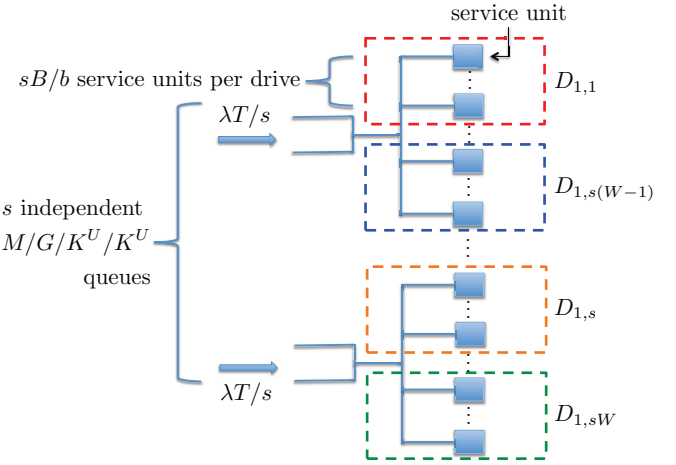 service unit
sB/b service units per drive
D_{1,1}
λT/s
D_{1,s(W−1)}
s independent
M/G/K^U/K^U
queues
D_{1,s}
λT/s
D_{1,sW}